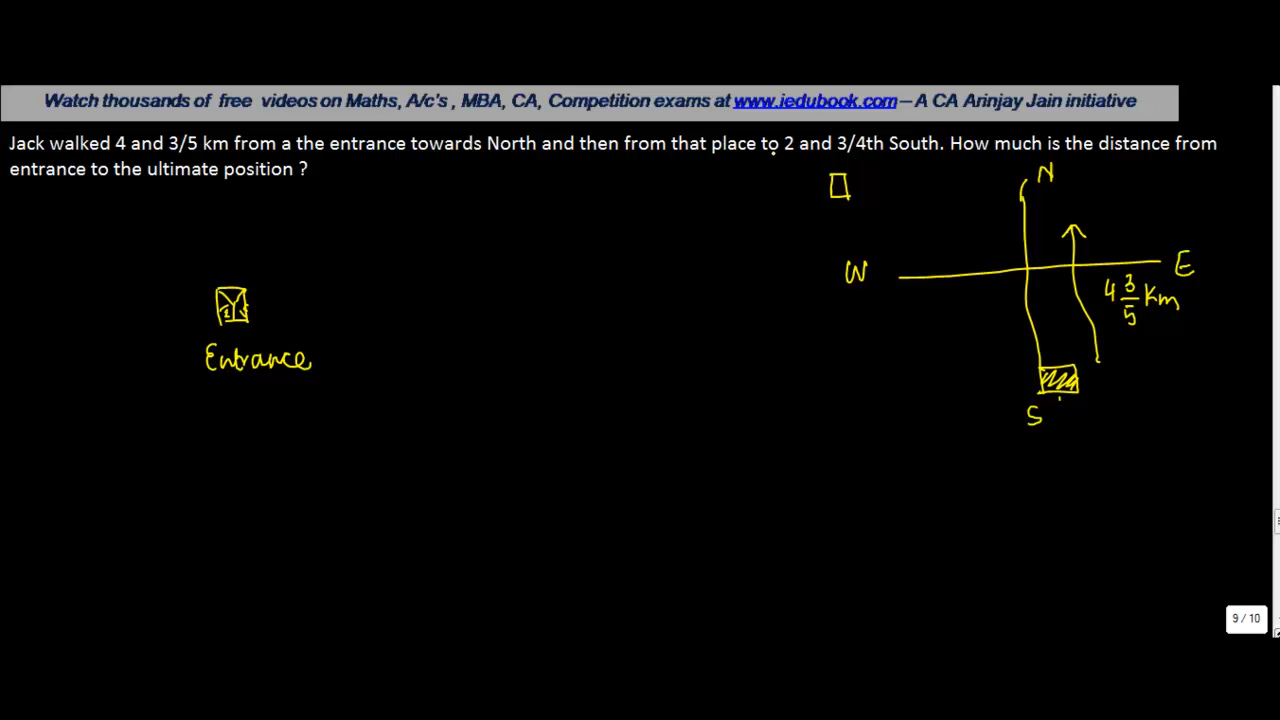 Watch thousands of free videos on Maths, A/c's , MBA, CA, Competition exams at www.iedubook.com – A CA Arinjay Jain initiative
Jack walked 4 and 3/5 km from a the entrance towards North and then from that place to 2 and 3/4th South. How much is the distance from
entrance to the ultimate position ?
N
W
E
4 3/5 Km
Entrance
S
9 / 10